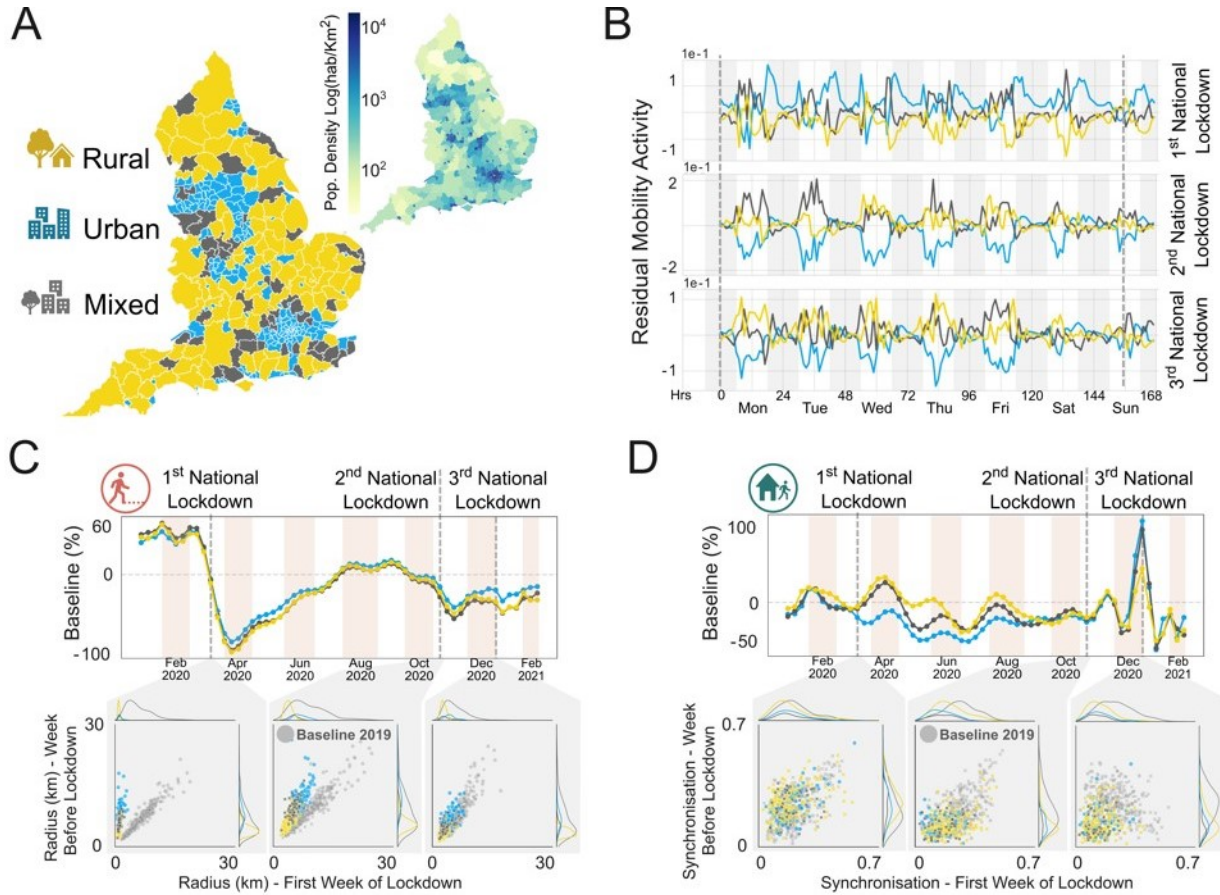 A
Rural
Urban
Mixed
Pop. Density Log(hab/Km²)
10⁴
10³
10²
B
Residual Mobility Activity
1e-1
1
-1
1st National Lockdown
1e-1
2
-2
2nd National Lockdown
1e-1
1
-1
3rd National Lockdown
Hrs 0 24 48 72 96 120 144 168
Mon Tue Wed Thu Fri Sat Sun
C
1st National Lockdown
2nd National Lockdown
3rd National Lockdown
Baseline (%)
60
0
-100
Feb 2020
Apr 2020
Jun 2020
Aug 2020
Oct 2020
Dec 2020
Feb 2021
Radius (km) - Week Before Lockdown
30
0
Baseline 2019
0 30 0 30
Radius (km) - First Week of Lockdown
D
1st National Lockdown
2nd National Lockdown
3rd National Lockdown
Baseline (%)
100
0
-50
Feb 2020
Apr 2020
Jun 2020
Aug 2020
Oct 2020
Dec 2020
Feb 2021
Synchronisation - Week Before Lockdown
0.7
0
Baseline 2019
0 0.7 0 0.7 0 0.7
Synchronisation - First Week of Lockdown